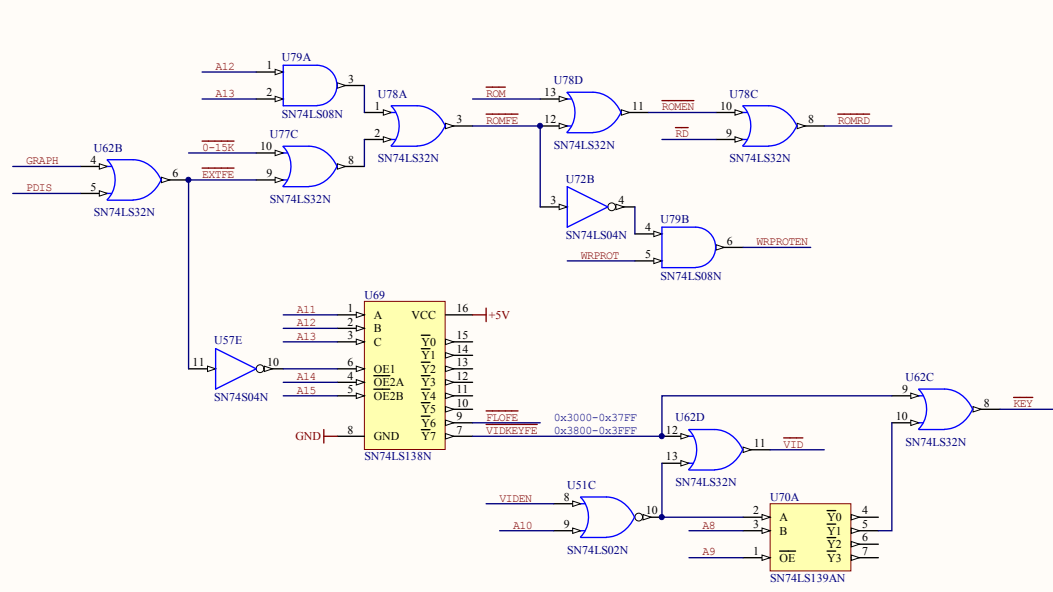 U79A
A12 1
A13 2
3
SN74LS08N
U77C
0-15K 10
EXTFE 9
8
SN74LS32N
U78A
1
2
3
SN74LS32N
U62B
GRAPH 4
PDIS 5
6
SN74LS32N
ROM 13
ROMFE 12
U78D
11
SN74LS32N
ROMEN 10
RD 9
U78C
8 ROMRD
SN74LS32N
U72B
3
4
SN74LS04N
U79B
4
WRPROT 5
6 WRPROTEN
SN74LS08N
U57E
11
10
SN74S04N
U69
A11 1 A
A12 2 B
A13 3 C
6 OE1
A14 4 OE2A
A15 5 OE2B
GND 8 GND
VCC 16 +5V
Y0 15
Y1 14
Y2 13
Y3 12
Y4 11
Y5 10
Y6 9 FLOFE 0x3000-0x37FF
Y7 7 VIDKEYFE 0x3800-0x3FFF
SN74LS138N
U62D
12
13
11 VID
SN74LS32N
U62C
9
10
8 KEY
SN74LS32N
U51C
VIDEN 8
A10 9
10
SN74LS02N
U70A
2 A
A8 3 B
A9 1 OE
Y0 4
Y1 5
Y2 6
Y3 7
SN74LS139AN